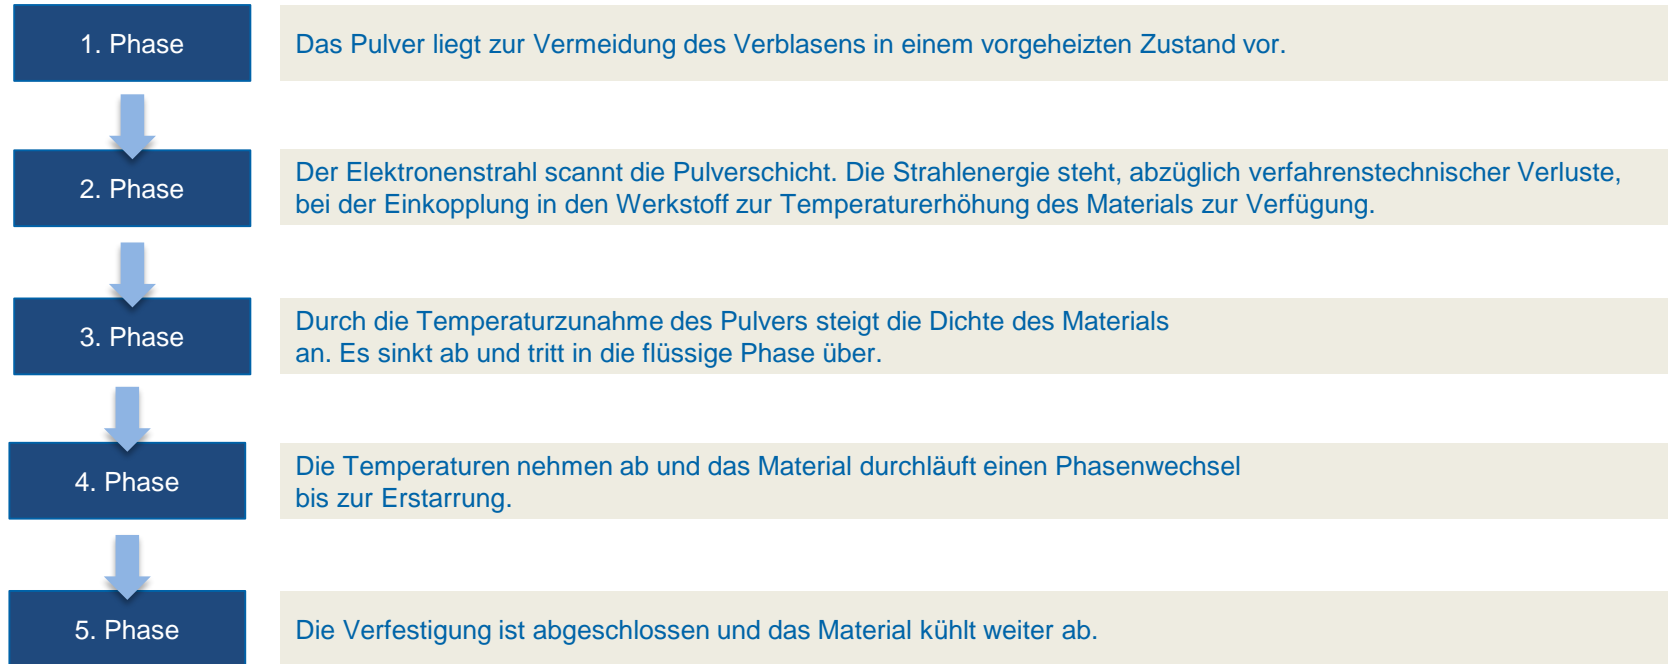 1. Phase
Das Pulver liegt zur Vermeidung des Verblasens in einem vorgeheizten Zustand vor.
2. Phase
Der Elektronenstrahl scannt die Pulverschicht. Die Strahlenergie steht, abzüglich verfahrenstechnischer Verluste,
bei der Einkopplung in den Werkstoff zur Temperaturerhöhung des Materials zur Verfügung.
3. Phase
Durch die Temperaturzunahme des Pulvers steigt die Dichte des Materials
an. Es sinkt ab und tritt in die flüssige Phase über.
4. Phase
Die Temperaturen nehmen ab und das Material durchläuft einen Phasenwechsel
bis zur Erstarrung.
5. Phase
Die Verfestigung ist abgeschlossen und das Material kühlt weiter ab.